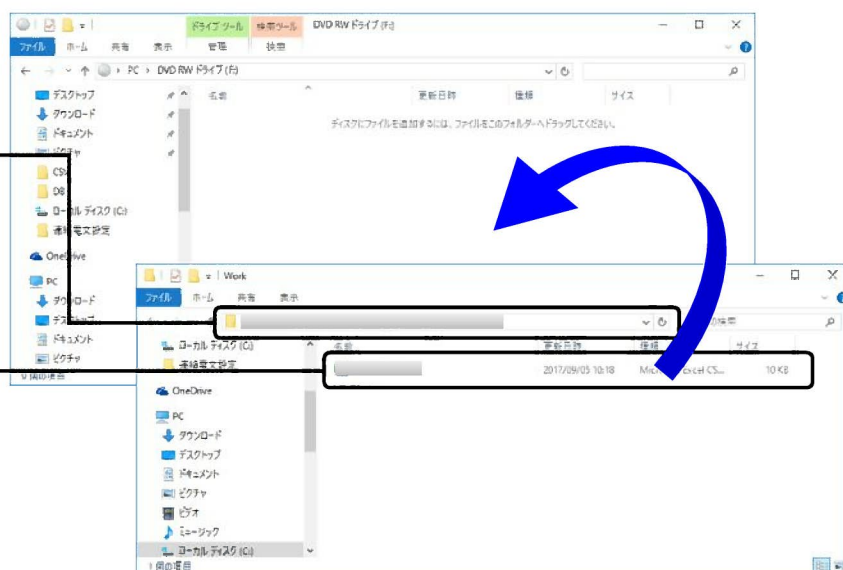 ドライブ ツール
検索ツール
DVD RW ドライブ (F:)
ファイル ホーム 共有 表示 管理 検索
PC › DVD RW ドライブ (F:)
名前 更新日時 種類 サイズ
ディスクにファイルを追加するには、ファイルをこのフォルダーへドラッグしてください。
デスクトップ
ダウンロード
ドキュメント
ピクチャ
CSV
DB
ローカル ディスク (C:)
連絡電文設定
OneDrive
PC
ダウンロード
デスクトップ
ドキュメント
ピクチャ
0 個の項目
Work
ファイル ホーム 共有 表示
の検索
名前 更新日時 種類 サイズ
2017/09/05 10:18 Microsoft Excel CS... 10 KB
ローカル ディスク (C:)
連絡電文設定
OneDrive
PC
ダウンロード
デスクトップ
ドキュメント
ピクチャ
ビデオ
ミュージック
ローカル ディスク (C:)
1 個の項目